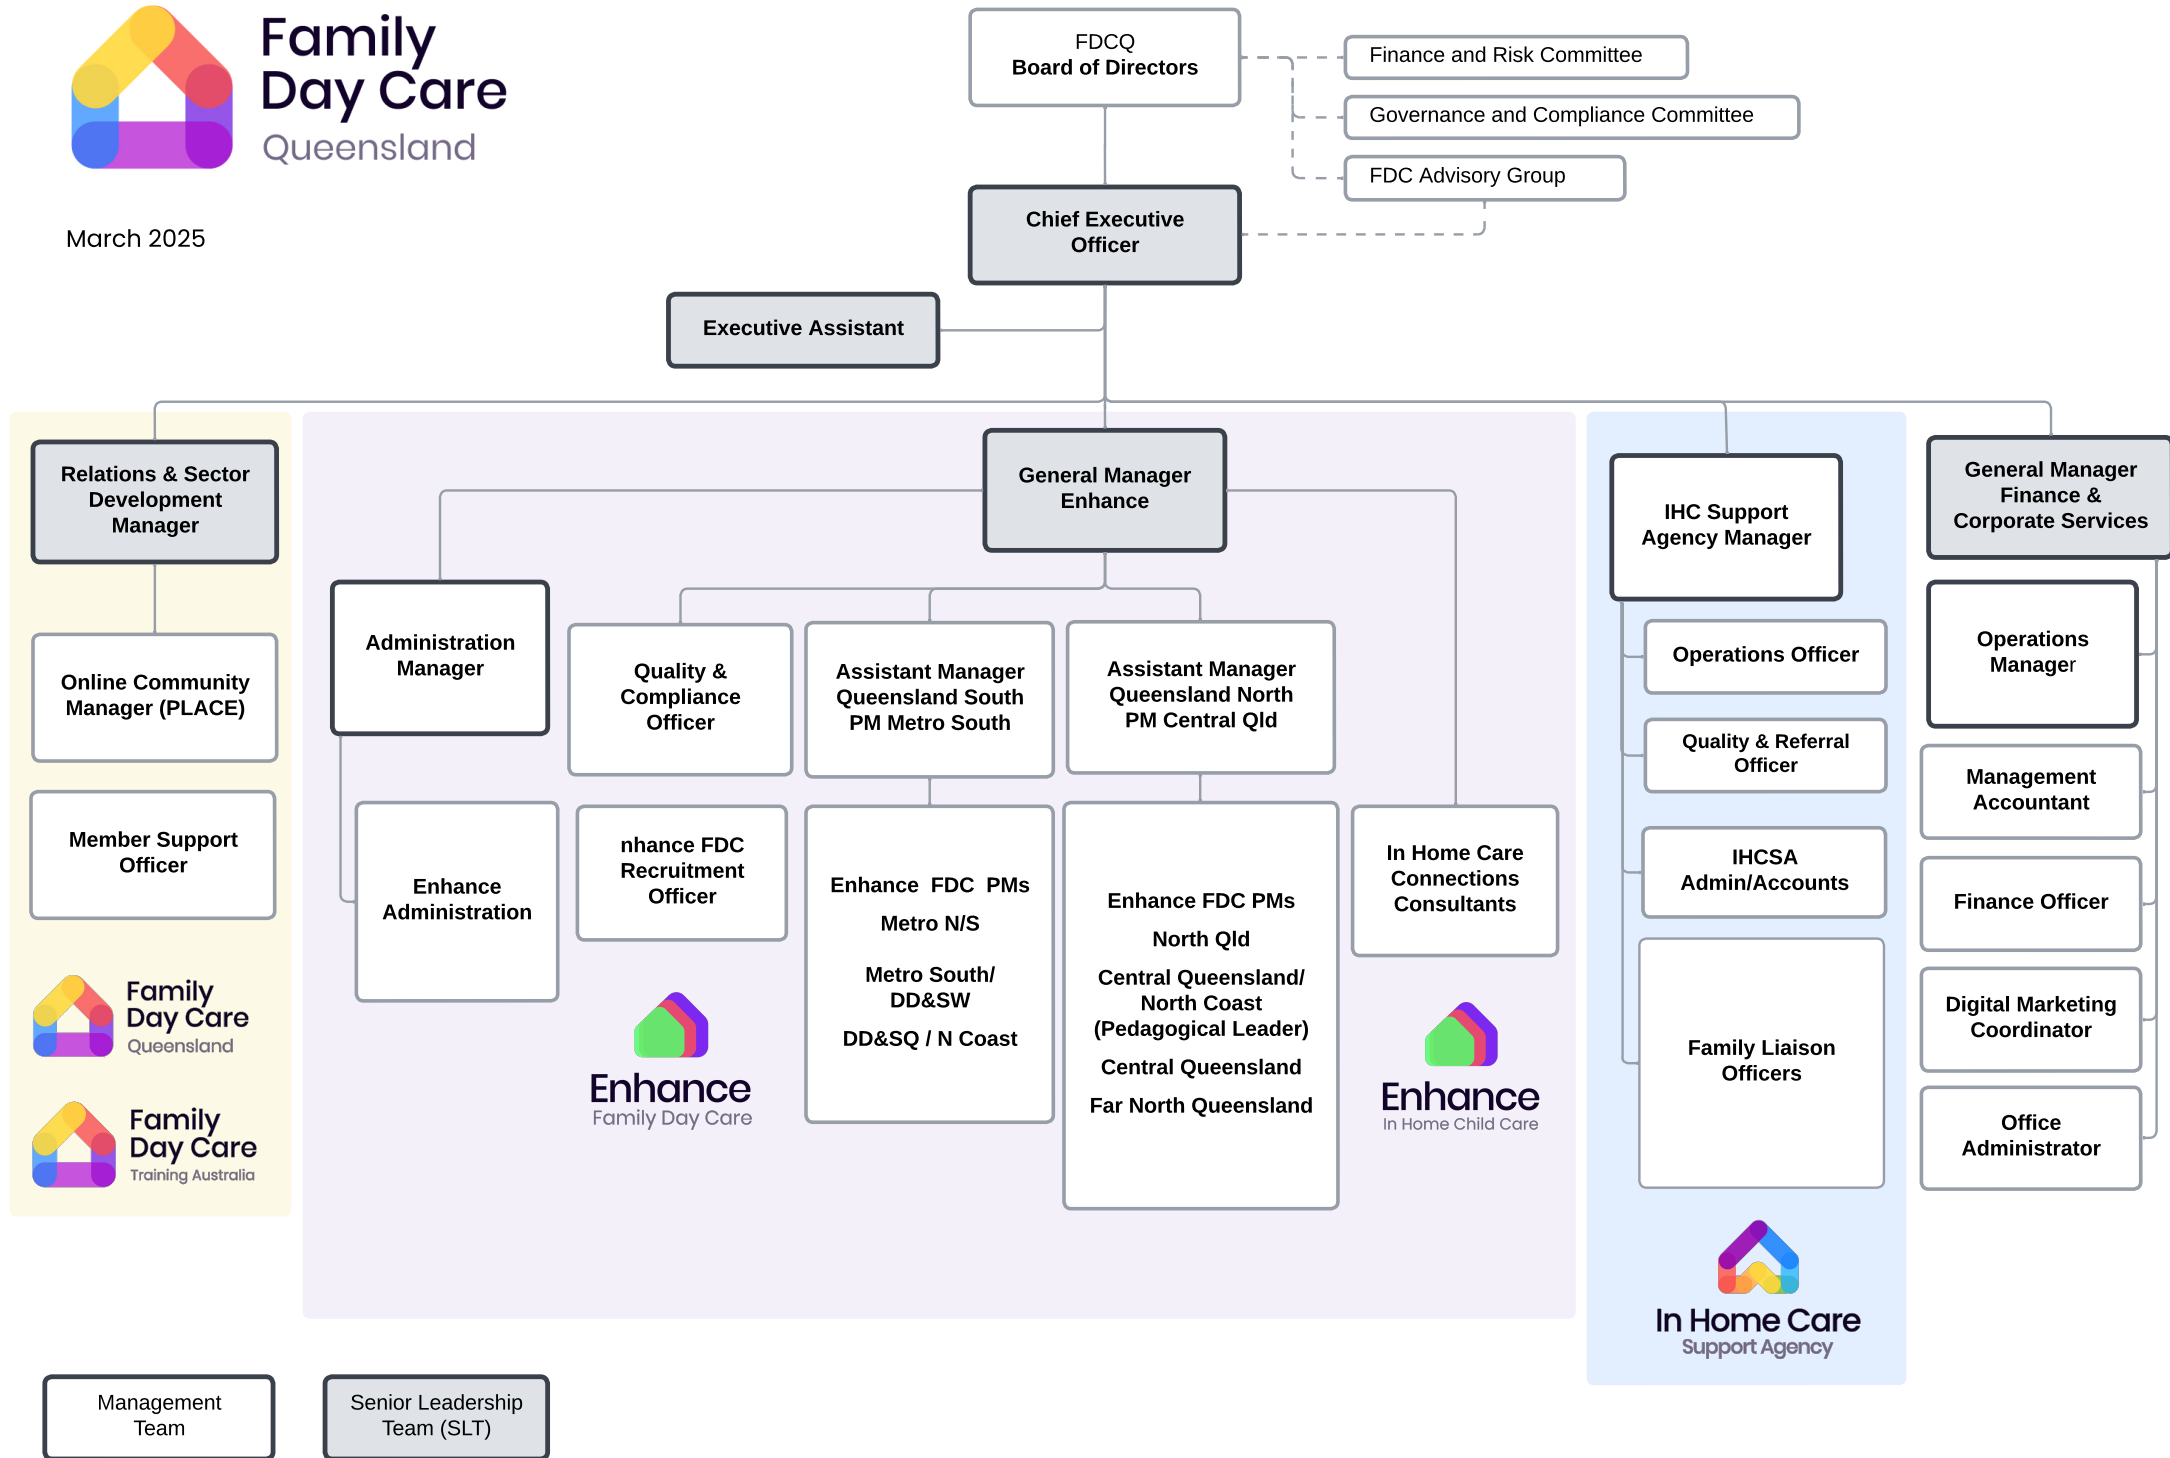 Family
Day Care
Queensland
March 2025
FDCQ
Board of Directors
Finance and Risk Committee
Governance and Compliance Committee
FDC Advisory Group
Chief Executive
Officer
Executive Assistant
Relations & Sector
Development
Manager
Online Community
Manager (PLACE)
Member Support
Officer
Family
Day Care
Queensland
Family
Day Care
Training Australia
General Manager
Enhance
Administration
Manager
Enhance
Administration
Quality &
Compliance
Officer
nhance FDC
Recruitment
Officer
Enhance
Family Day Care
Assistant Manager
Queensland South
PM Metro South
Enhance  FDC  PMs
Metro N/S
Metro South/
DD&SW
DD&SQ / N Coast
Assistant Manager
Queensland North
PM Central Qld
Enhance FDC PMs
North Qld
Central Queensland/
North Coast
(Pedagogical Leader)
Central Queensland
Far North Queensland
In Home Care
Connections
Consultants
Enhance
In Home Child Care
IHC Support
Agency Manager
Operations Officer
Quality & Referral
Officer
IHCSA
Admin/Accounts
Family Liaison
Officers
In Home Care
Support Agency
General Manager
Finance &
Corporate Services
Operations
Manager
Management
Accountant
Finance Officer
Digital Marketing
Coordinator
Office
Administrator
Management
Team
Senior Leadership
Team (SLT)